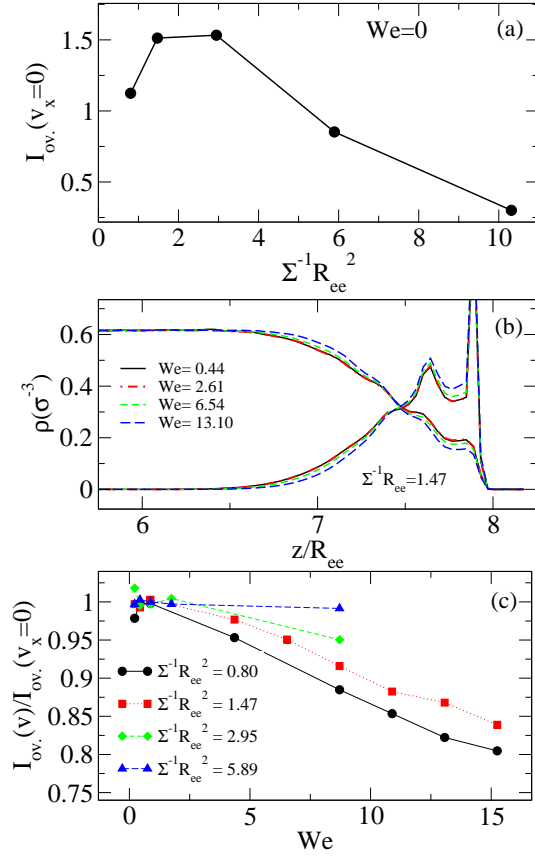 We=0
(a)
1.5
1
0.5
I_ov.(v_x=0)
0 2 4 6 8 10
Σ^-1R_ee^2
(b)
0.6
0.4
0.2
0
ρ(σ^-3)
We= 0.44
We= 2.61
We= 6.54
We= 13.10
Σ^-1R_ee^2=1.47
6 7 8
z/R_ee
(c)
1
0.95
0.9
0.85
0.8
0.75
I_ov.(v)/I_ov.(v_x=0)
Σ^-1R_ee^2 = 0.80
Σ^-1R_ee^2 = 1.47
Σ^-1R_ee^2 = 2.95
Σ^-1R_ee^2 = 5.89
0 5 10 15
We